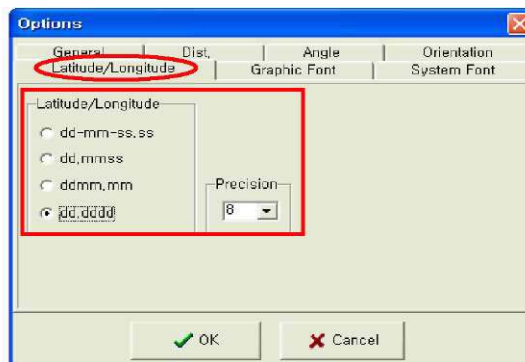 Options
General Dist. Angle Orientation
Latitude/Longitude Graphic Font System Font
Latitude/Longitude
dd-mm-ss.ss
dd.mmss
ddmm.mm
dd.dddd
Precision
8
OK Cancel